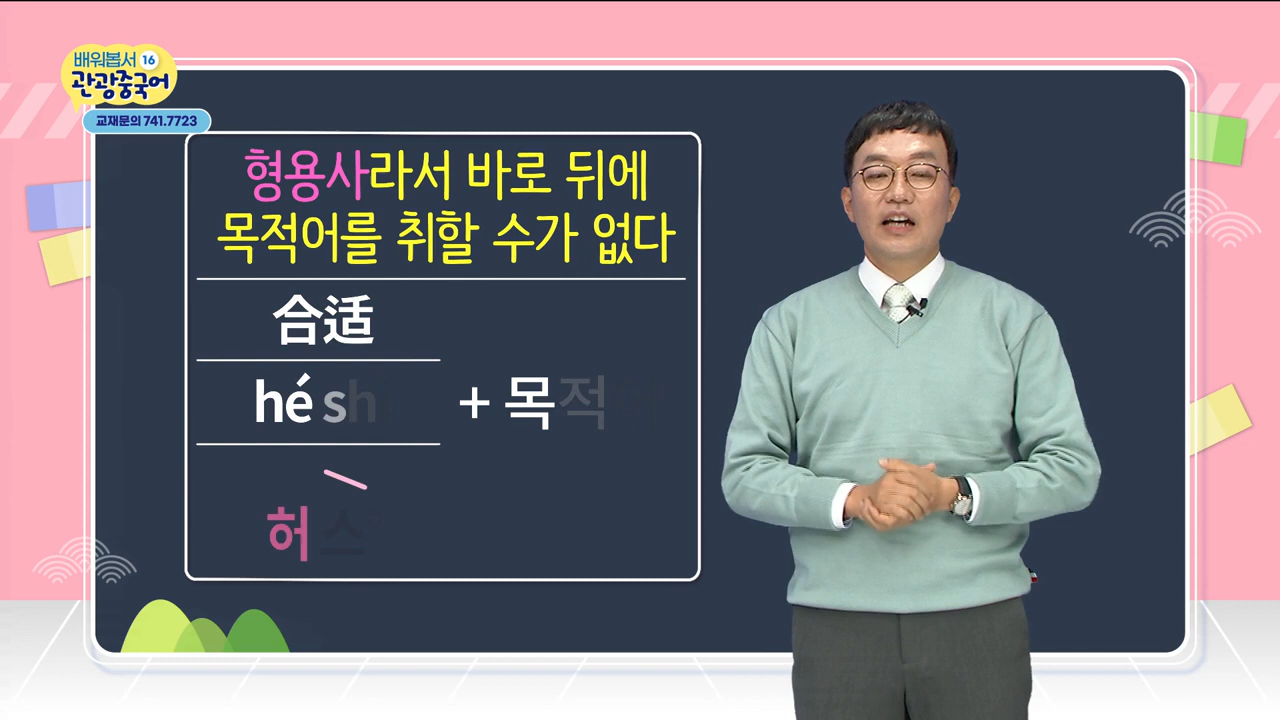 배워봅서 16
관광중국어
교재문의 741.7723
형용사라서 바로 뒤에
목적어를 취할 수가 없다
合适
hé sh
+ 목적
허 스